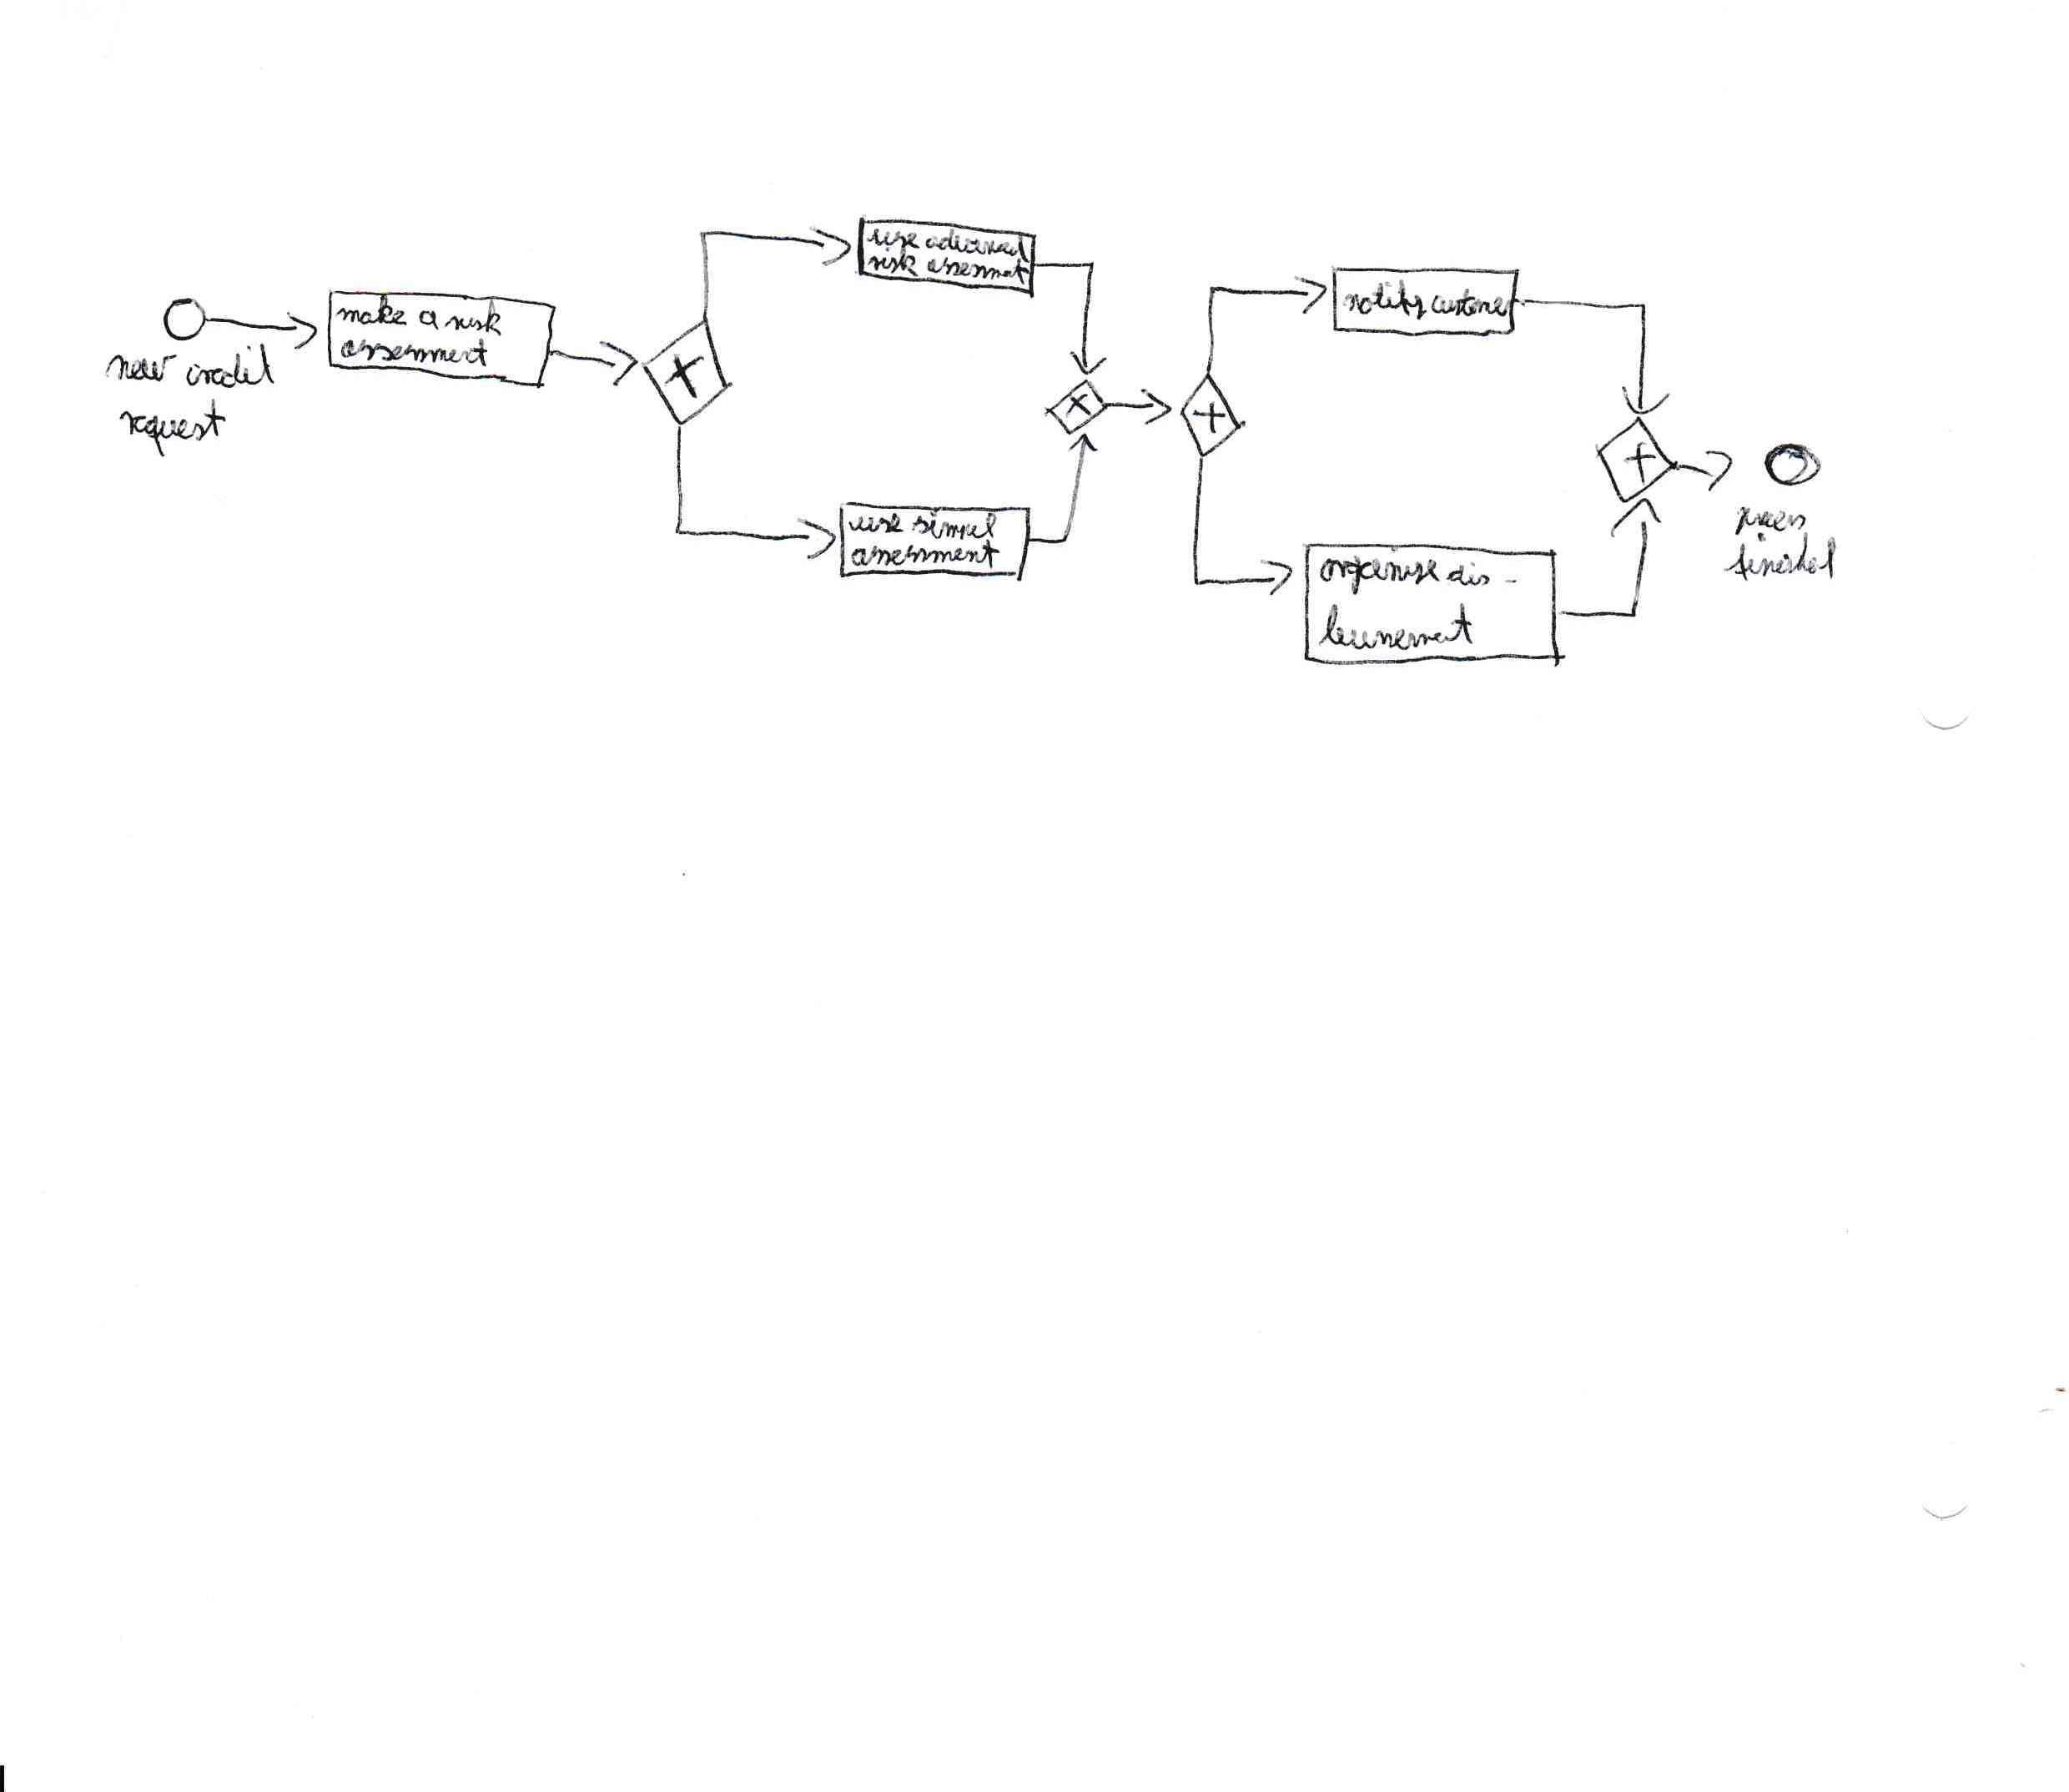 new credit
request
make a risk
assessment
use advanced
risk assessment
use simpel
assessment
notify customer
organise dis-
bursement
process
finished